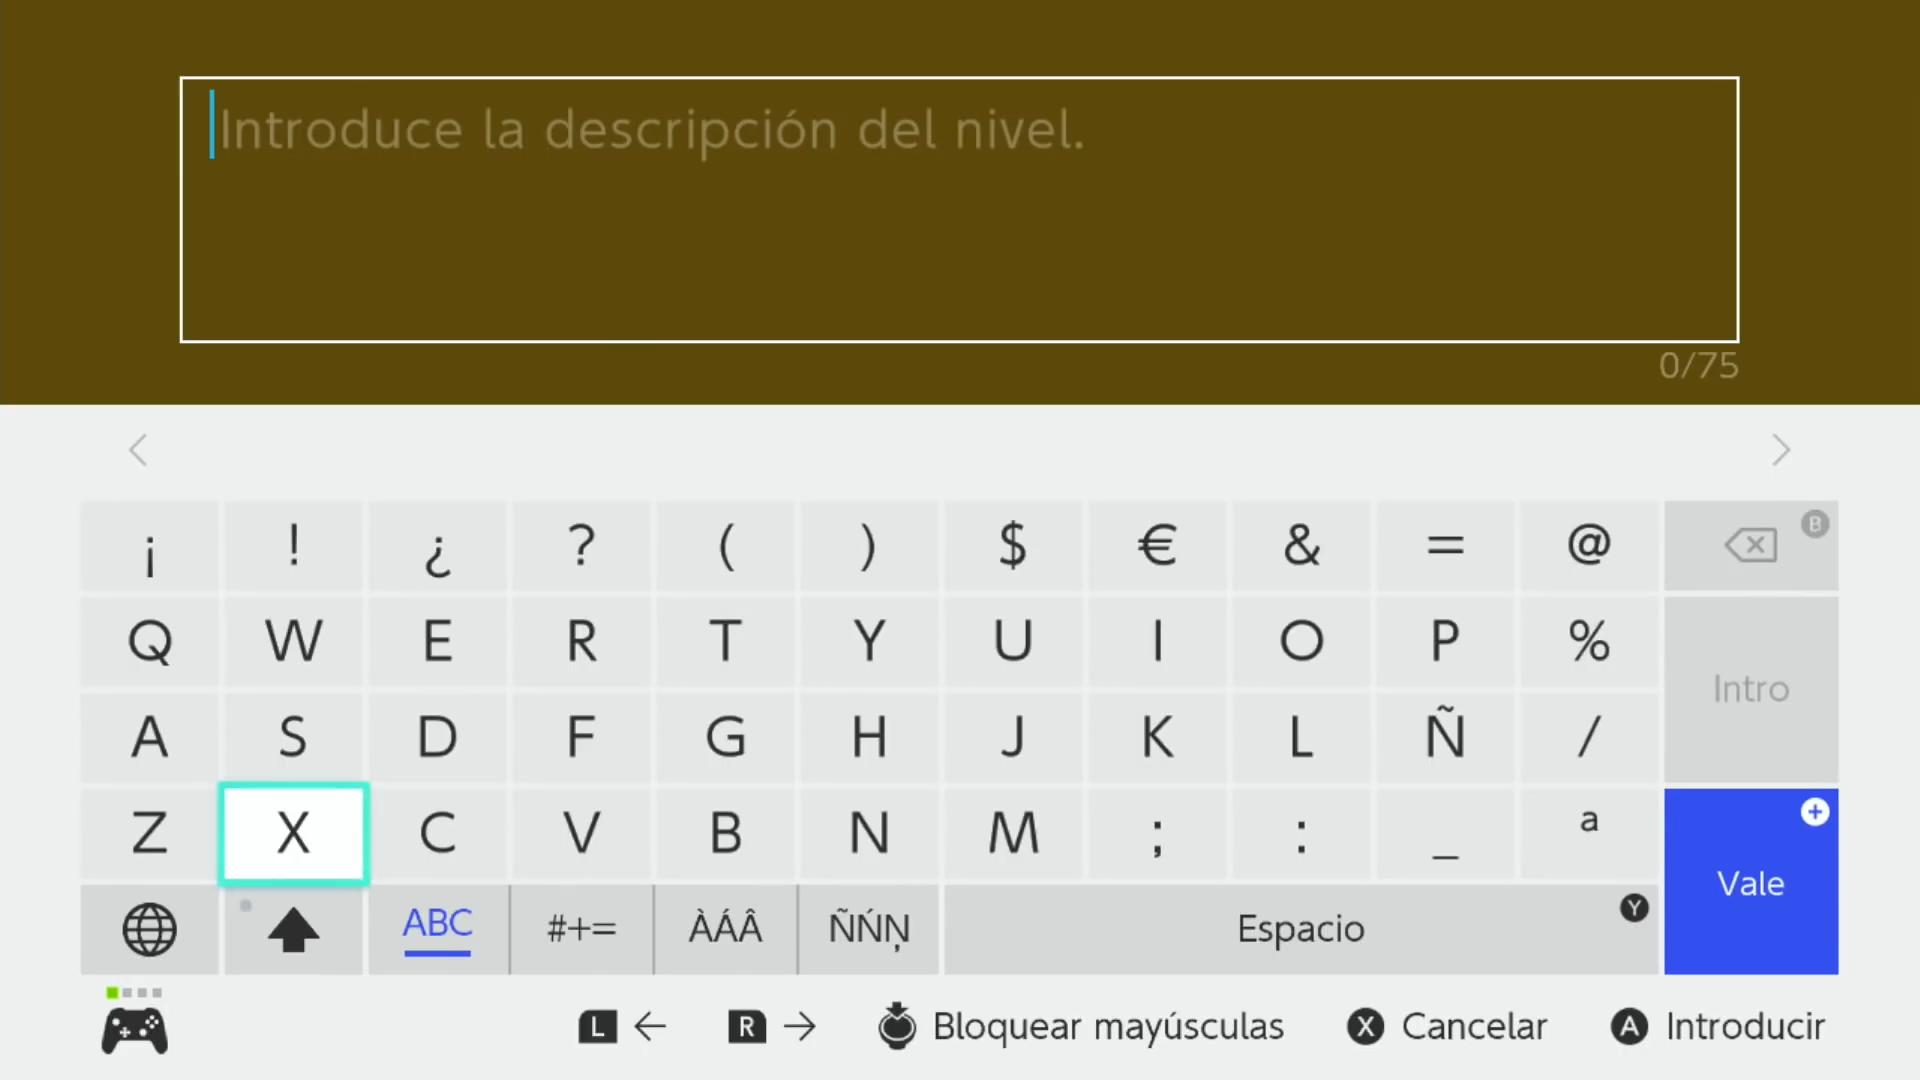 Introduce la descripción del nivel.
0/75
¡ ! ¿ ? ( ) $ € & = @ B
Q W E R T Y U I O P %
Intro
A S D F G H J K L Ñ /
Z X C V B N M ; : _ ª
Vale
ABC #+= ÀÁÂ ÑŃŅ Espacio Y
L ← R → Bloquear mayúsculas X Cancelar A Introducir